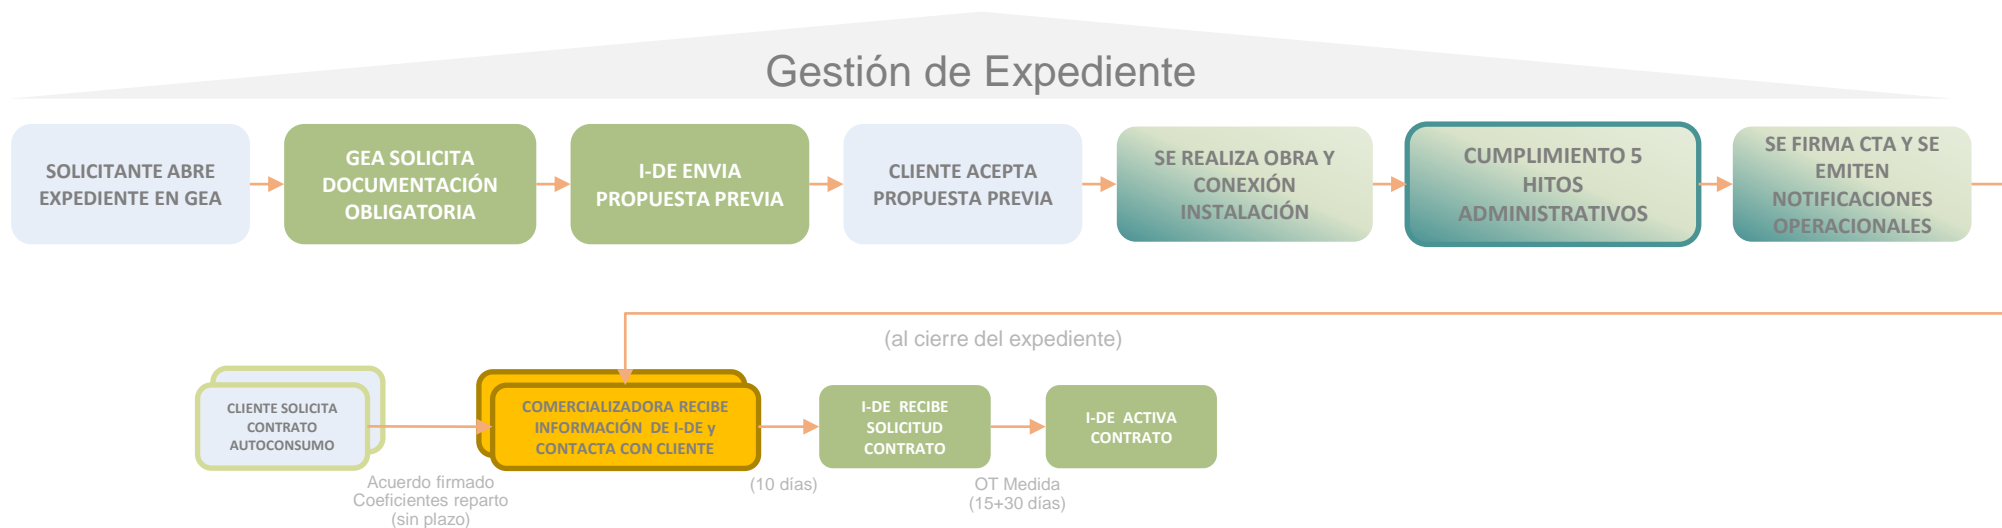 Gestión de Expediente
SOLICITANTE ABRE
EXPEDIENTE EN GEA
GEA SOLICITA
DOCUMENTACIÓN
OBLIGATORIA
I-DE ENVIA
PROPUESTA PREVIA
CLIENTE ACEPTA
PROPUESTA PREVIA
SE REALIZA OBRA Y
CONEXIÓN
INSTALACIÓN
CUMPLIMIENTO 5
HITOS
ADMINISTRATIVOS
SE FIRMA CTA Y SE
EMITEN
NOTIFICACIONES
OPERACIONALES
(al cierre del expediente)
CLIENTE SOLICITA
CONTRATO
AUTOCONSUMO
Acuerdo firmado
Coeficientes reparto
(sin plazo)
COMERCIALIZADORA RECIBE
INFORMACIÓN DE I-DE y
CONTACTA CON CLIENTE
(10 días)
I-DE RECIBE
SOLICITUD
CONTRATO
OT Medida
(15+30 días)
I-DE ACTIVA
CONTRATO